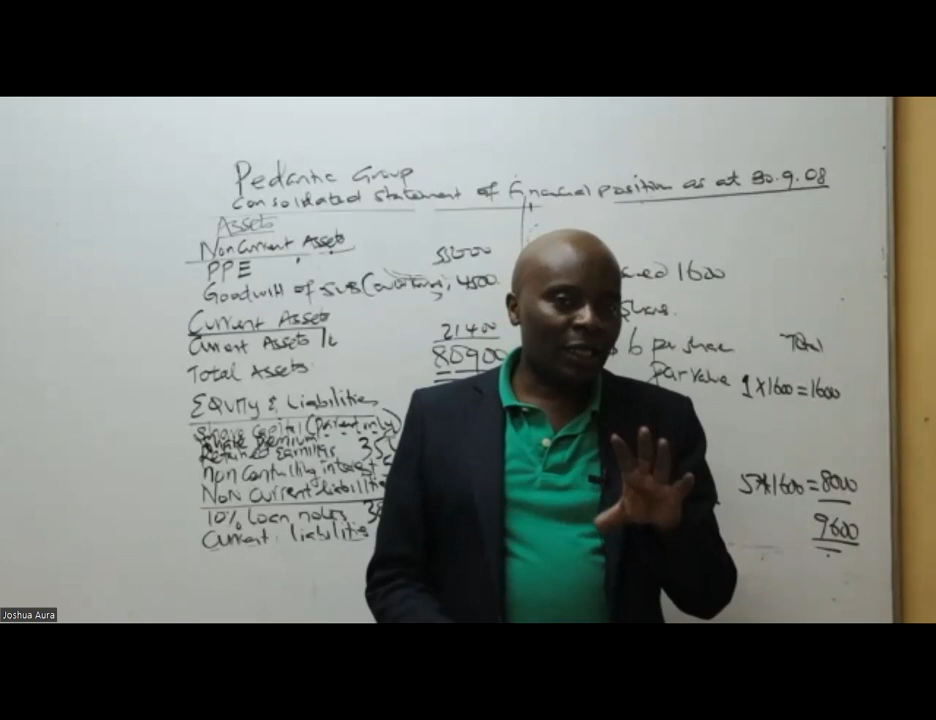 Pedantic Group
Consolidated Statement of Financial position as at 30.9.08
Assets
Non Current Assets
PPE
Goodwill of sub ( 4500
Current Assets
Current Assets 21400
Total Assets 80900
Equity & Liabilities
Share Capital (Parent only)
Share Premium
Retained Earnings 35
Non controlling interest
Non Current liabilities
10% Loan notes 3
Current liabilities
1600
Share.
6 per share Total
Par value 1 x 1600 = 1600
5 x 1600 = 8000
9600
Joshua Aura